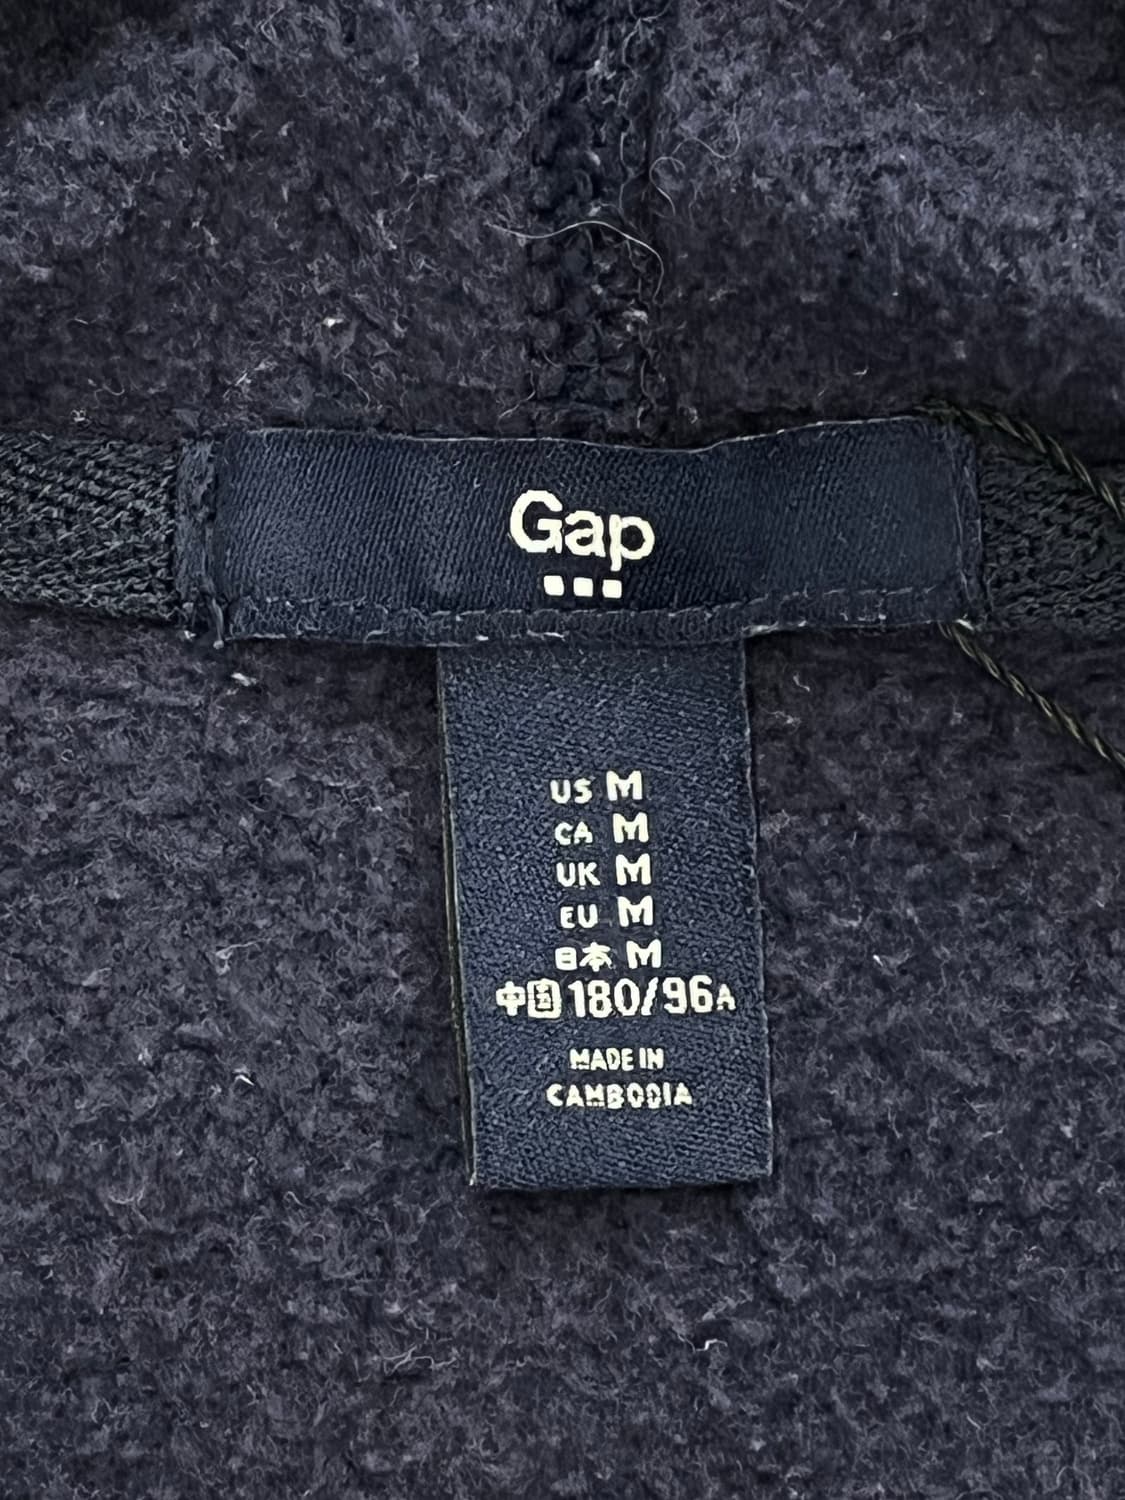 Gap
US M
CA M
UK M
EU M
日本 M
中国 180/96A
MADE IN
CAMBODIA